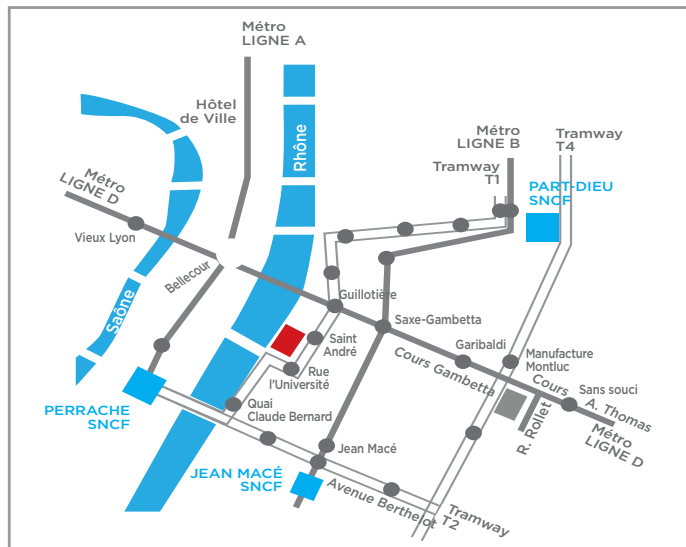 Métro
LIGNE A
Hôtel
de Ville
Rhône
Métro
LIGNE B
Tramway
T4
Tramway
T1
PART-DIEU
SNCF
Métro
LIGNE D
Vieux Lyon
Bellecour
Saône
Guillotière
Saxe-Gambetta
Saint
André
Garibaldi
Manufacture
Montluc
Rue
l'Université
Cours Gambetta
Cours
A. Thomas
Sans souci
PERRACHE
SNCF
Quai
Claude Bernard
R. Rollet
Métro
LIGNE D
Jean Macé
JEAN MACÉ
SNCF
Avenue Berthelot
Tramway
T2